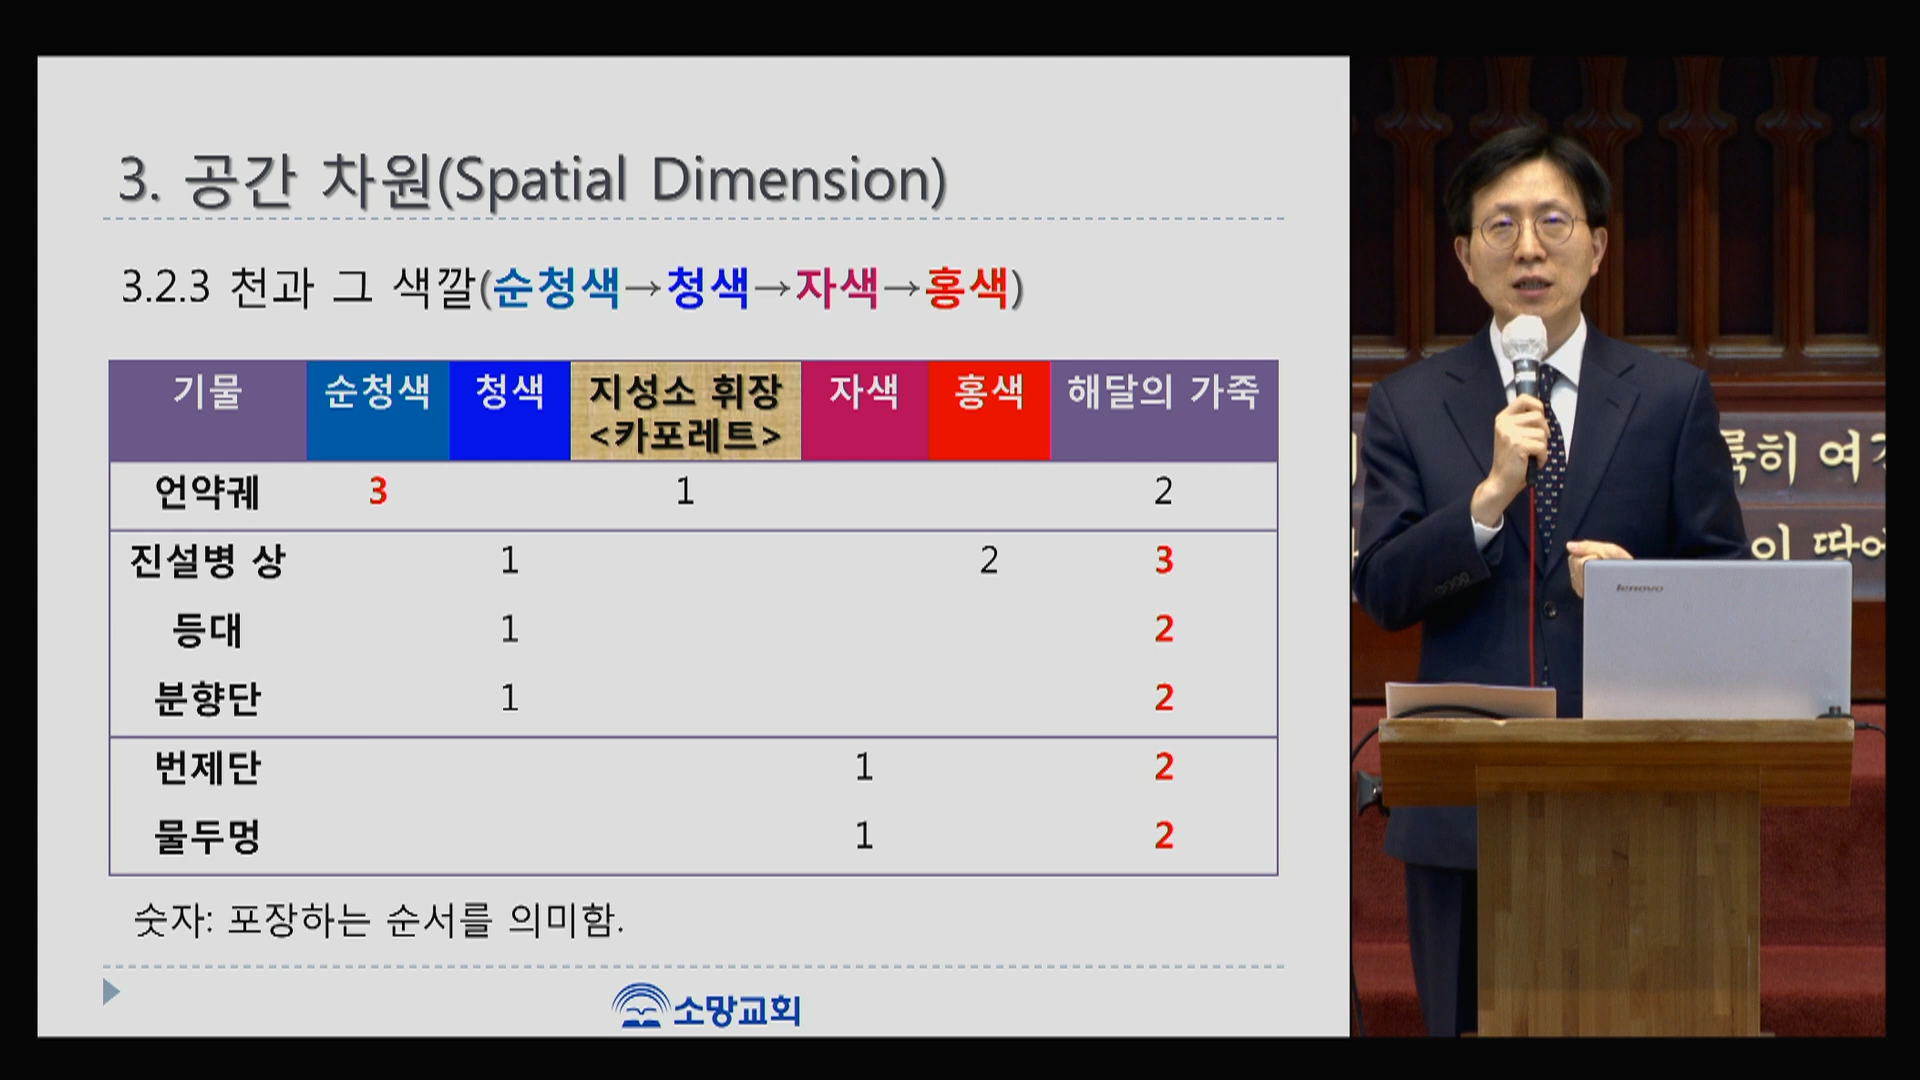 3. 공간 차원(Spatial Dimension)
3.2.3 천과 그 색깔(순청색→청색→자색→홍색)
기물 순청색 청색 지성소 휘장 <카포레트> 자색 홍색 해달의 가죽
언약궤 3 1 2
진설병 상 1 2 3
등대 1 2
분향단 1 2
번제단 1 2
물두멍 1 2
숫자: 포장하는 순서를 의미함.
소망교회
룩히 여
이 땅에
lenovo